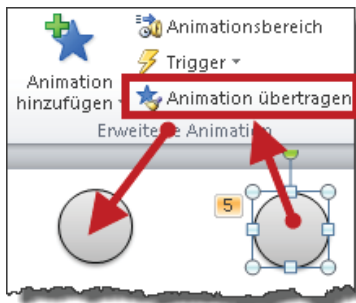 Animationsbereich
Trigger
Animation
hinzufügen
Animation übertragen
Erweiterte Animation
5